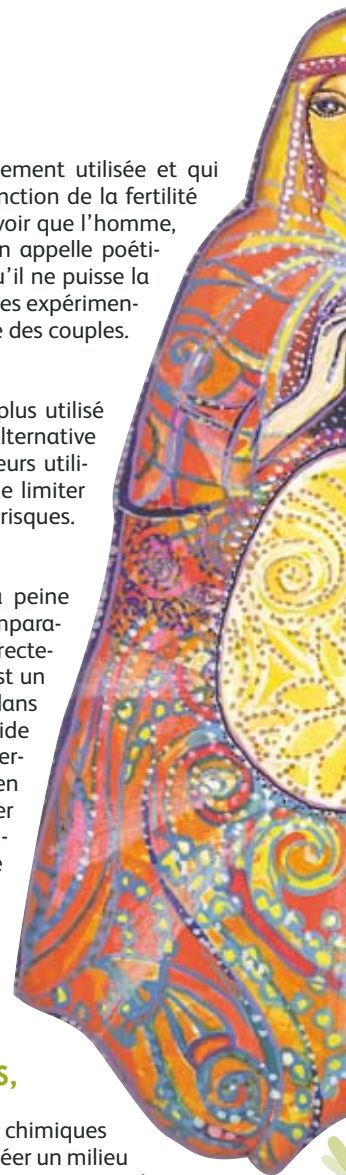 ement utilisée et qui
nction de la fertilité
voir que l'homme,
n appelle poéti-
u'il ne puisse la
es expérimen-
e des couples.
plus utilisé
lternative
eurs utili-
e limiter
risques.
à peine
mpara-
recte-
st un
dans
ide
er-
en
er
-
e
S,
chimiques
éer un milieu